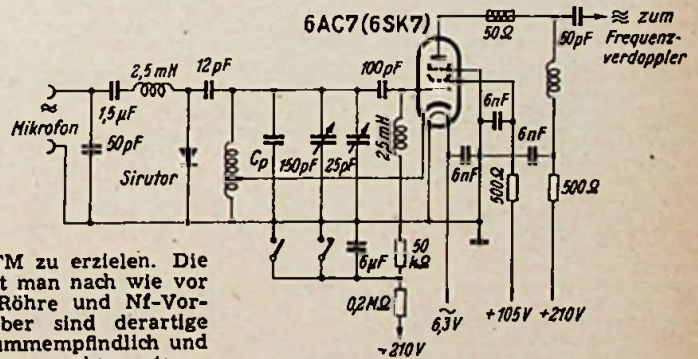 6AC7(6SK7)
≋ zum
Frequenz-
verdoppler
50Ω
50pF
2,5mH
12pF
100pF
1,5µF
≈
Mikrofon
50pF
Sirutor
Cp
150pF
25pF
2,5mH
6nF
6nF
6nF
500Ω
500Ω
6µF
50
kΩ
0,2MΩ
-210V
~
6,3V
+105V
+210V
TM zu erzielen. Die
t man nach wie vor
Röhre und Nf-Vor-
ber sind derartige
ummempfindlich und